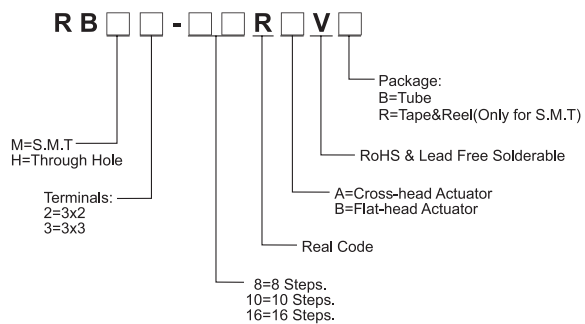 RB□□-□□R□V□
Package:
B=Tube
R=Tape&Reel(Only for S.M.T)
M=S.M.T
H=Through Hole
RoHS & Lead Free Solderable
Terminals:
2=3x2
3=3x3
A=Cross-head Actuator
B=Flat-head Actuator
Real Code
8=8 Steps.
10=10 Steps.
16=16 Steps.